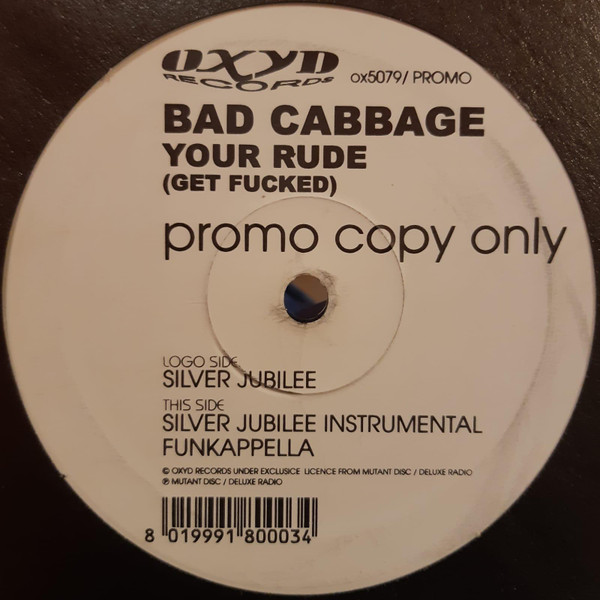 OXYD
RECORDS
ox5079/ PROMO
BAD CABBAGE
YOUR RUDE
(GET FUCKED)
promo copy only
LOGO SIDE
SILVER JUBILEE
THIS SIDE
SILVER JUBILEE INSTRUMENTAL
FUNKAPPELLA
© OXYD RECORDS UNDER EXCLUSICE LICENCE FROM MUTANT DISC / DELUXE RADIO
℗ MUTANT DISC / DELUXE RADIO
8 019991 800034